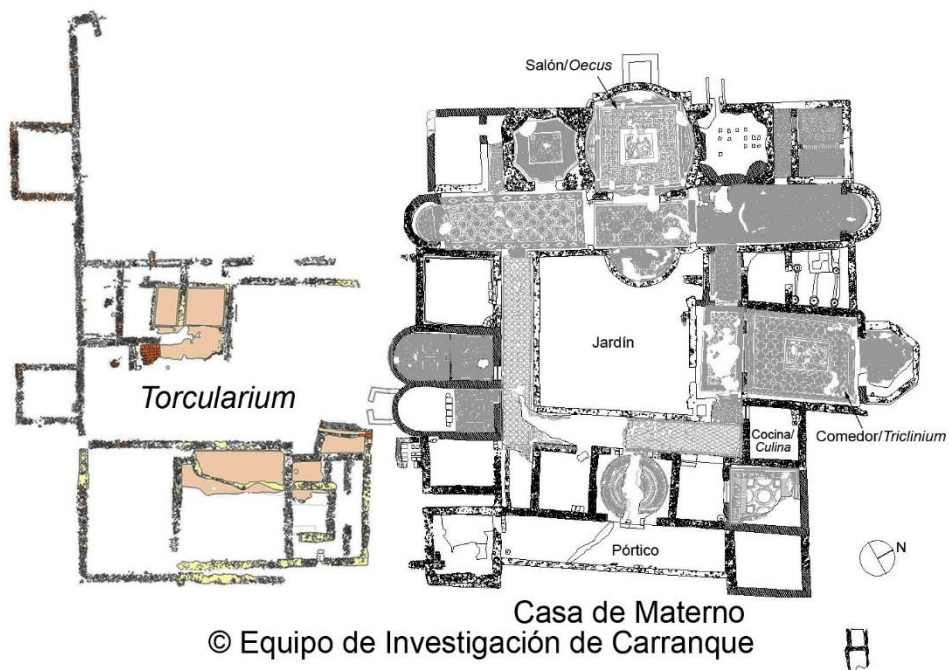 Salón/Oecus
Jardín
Torcularium
Cocina/
Culina
Comedor/Triclinium
Pórtico
N
Casa de Materno
© Equipo de Investigación de Carranque